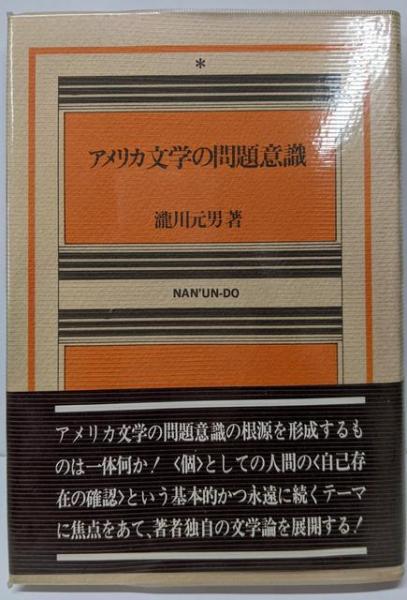 *
アメリカ文学の問題意識
瀧川元男著
NAN'UN-DO
アメリカ文学の問題意識の根源を形成するも
のは一体何か!〈個〉としての人間の〈自己存
在の確認〉という基本的かつ永遠に続くテーマ
に焦点をあて、著者独自の文学論を展開する!